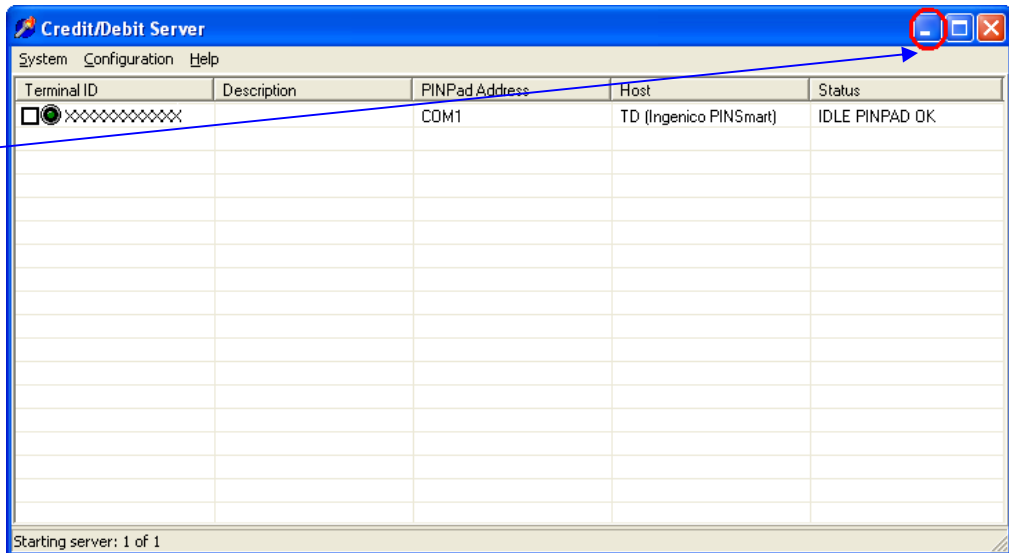 Credit/Debit Server
System Configuration Help
Terminal ID Description PINPad Address Host Status
XXXXXXXXXXXX COM1 TD (Ingenico PINSmart) IDLE PINPAD OK
Starting server: 1 of 1